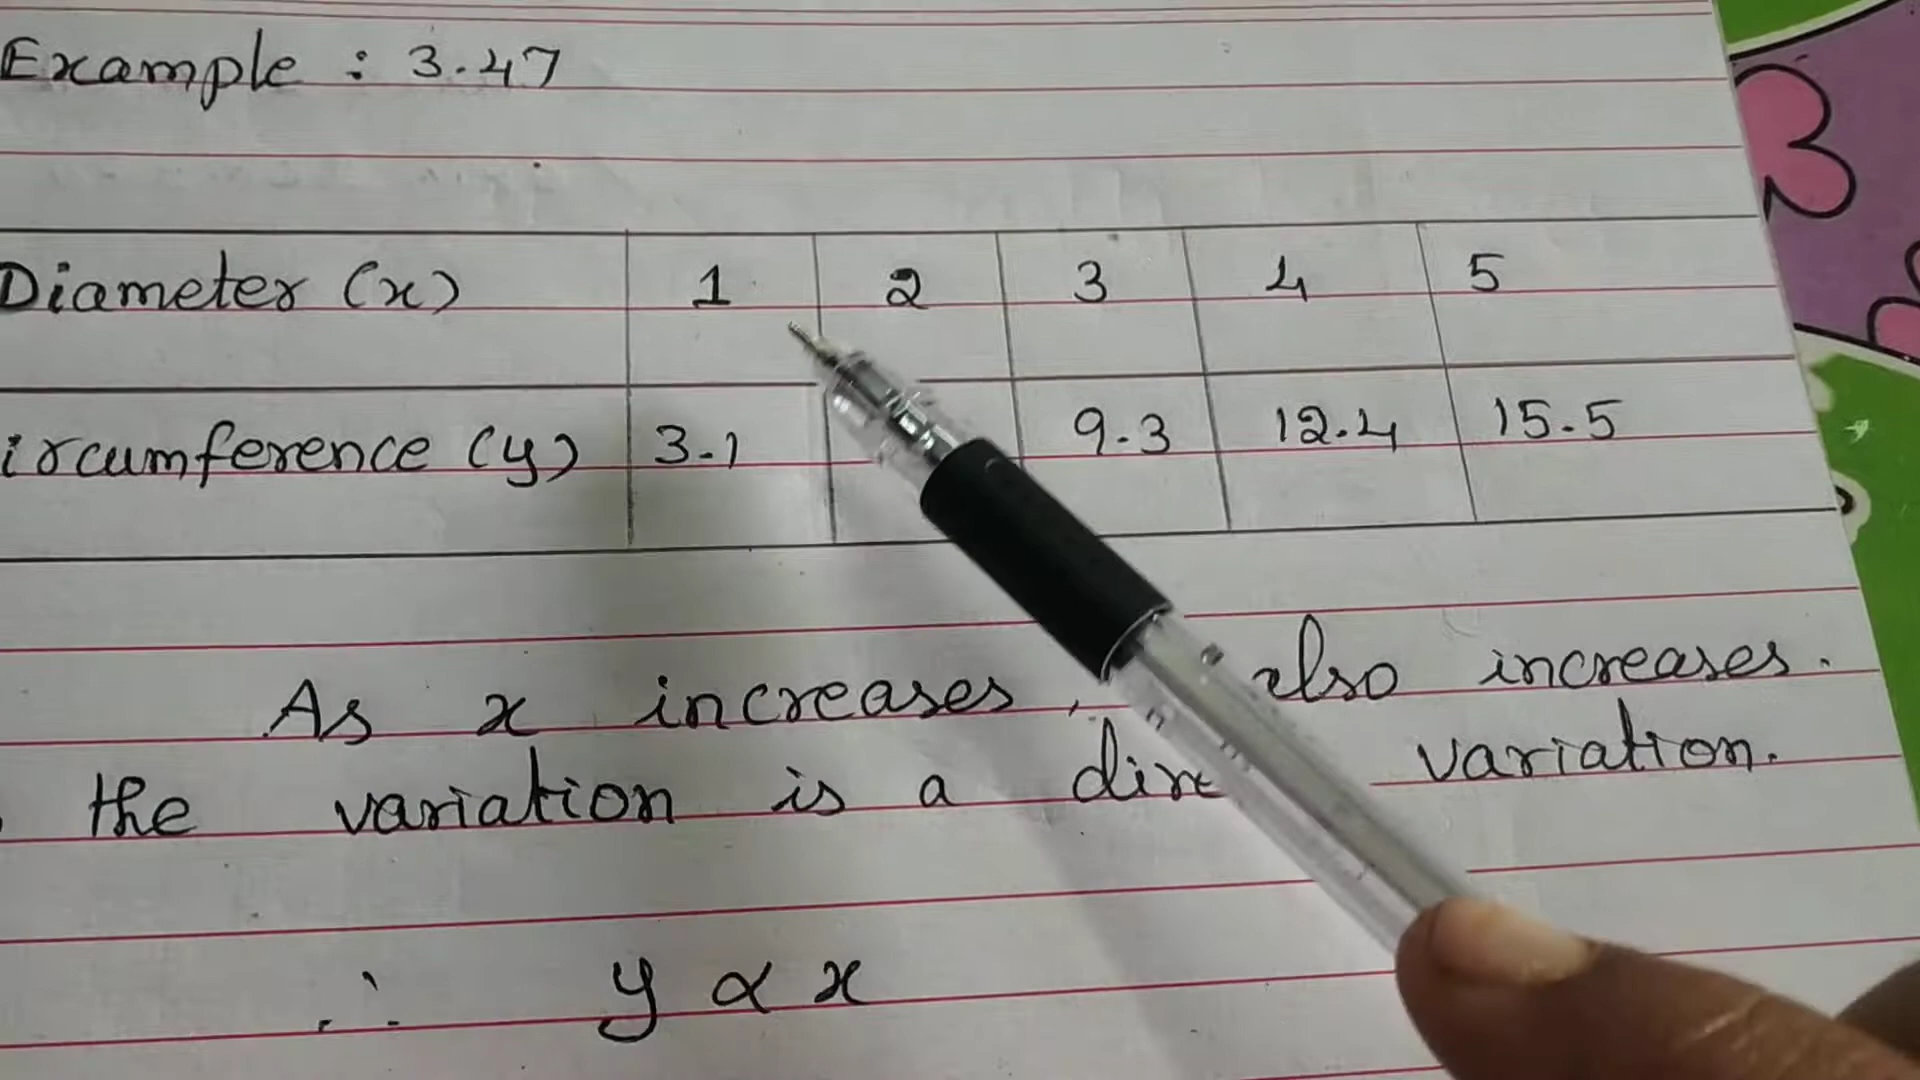 Example : 3.47
Diameter (x) 1 2 3 4 5
ircumference (y) 3.1 9.3 12.4 15.5
As x increases, also increases.
the variation is a variation.
∴ y ∝ x